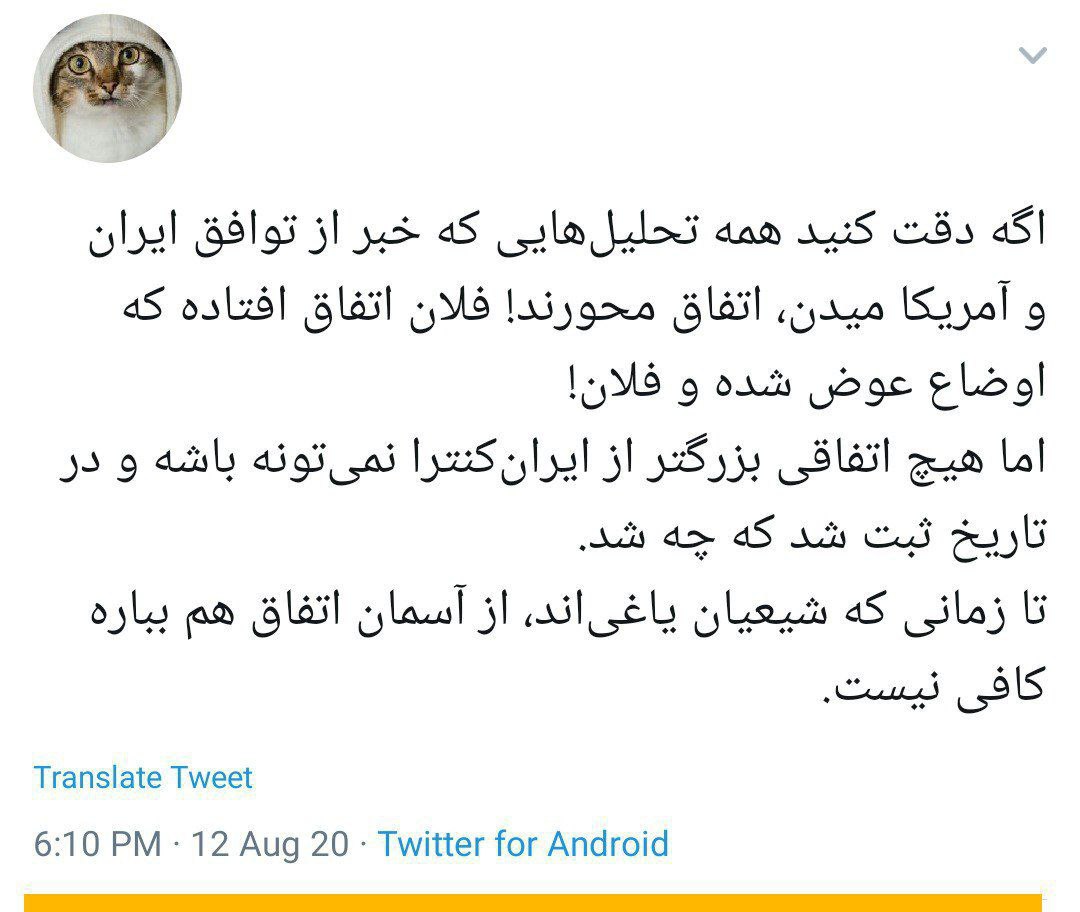 اگه دقت کنید همه تحلیل‌هایی که خبر از توافق ایران
و آمریکا میدن، اتفاق محورند! فلان اتفاق افتاده که
اوضاع عوض شده و فلان!
اما هیچ اتفاقی بزرگتر از ایران‌کنترا نمی‌تونه باشه و در
تاریخ ثبت شد که چه شد.
تا زمانی که شیعیان یاغی‌اند، از آسمان اتفاق هم بباره
کافی نیست.
Translate Tweet
6:10 PM · 12 Aug 20 · Twitter for Android